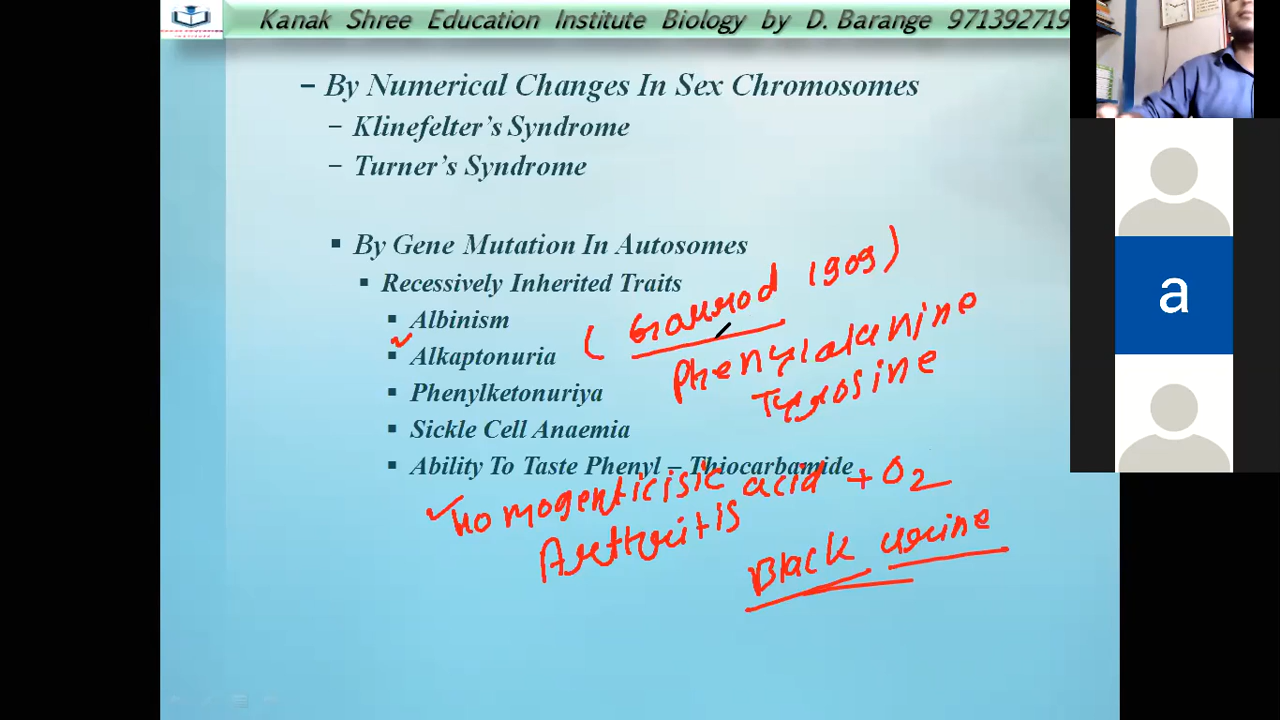 Kanak Shree Education Institute Biology by D. Barange 971392719
– By Numerical Changes In Sex Chromosomes
– Klinefelter's Syndrome
– Turner's Syndrome
▪ By Gene Mutation In Autosomes
▪ Recessively Inherited Traits
▪ Albinism
▪ Alkaptonuria
(Garrod 1909)
Phenylalanine
Tyrosine
▪ Phenylketonuriya
▪ Sickle Cell Anaemia
▪ Ability To Taste Phenyl – Thiocarbamide
Homogenticisic acid + O2
Arthritis
Black urine
a